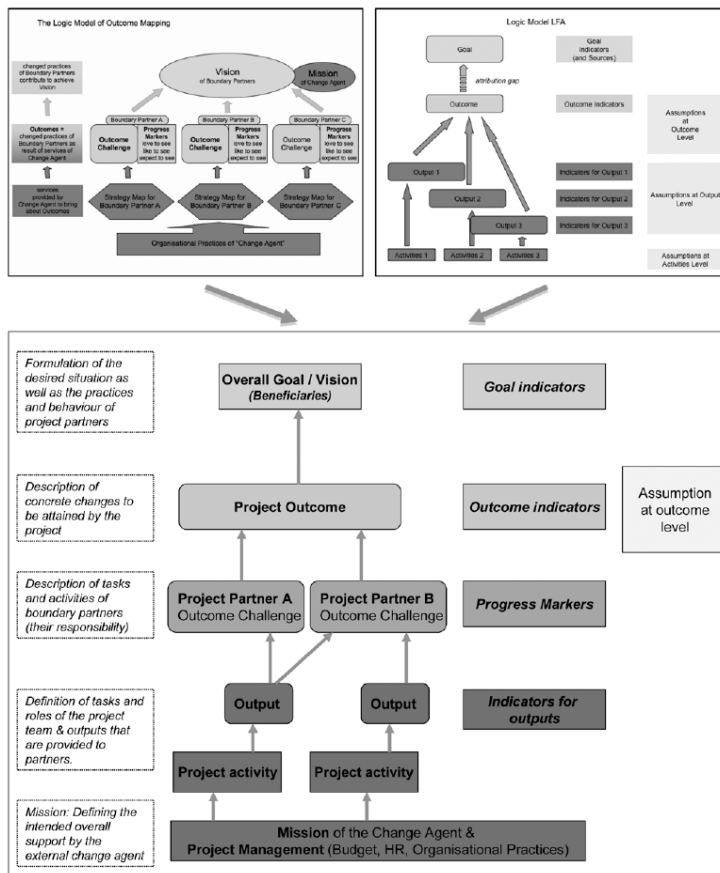 The Logic Model of Outcome Mapping
changed practices
of Boundary Partners
contribute to achieve
Vision
Vision
of Boundary Partners
Mission
of Change Agent
Boundary Partner A
Boundary Partner B
Boundary Partner C
Outcomes =
changed practices of
Boundary Partners as
result of services of
Change Agent
Outcome
Challenge
Progress
Markers
love to see
like to see
expect to see
Outcome
Challenge
Progress
Markers
love to see
like to see
expect to see
Outcome
Challenge
Progress
Markers
love to see
like to see
expect to see
services
provided by
Change Agent to bring
about Outcomes
Strategy Map for
Boundary Partner A
Strategy Map for
Boundary Partner B
Strategy Map for
Boundary Partner C
Organisational Practices of "Change Agent"
Logic Model LFA
Goal
Goal
Indicators
(and Sources)
attribution gap
Outcome
Outcome Indicators
Assumptions
at
Outcome
Level
Output 1
Indicators for Output 1
Output 2
Indicators for Output 2
Assumptions at Output
Level
Output 3
Indicators for Output 3
Activities 1
Activities 2
Activities 3
Assumptions at
Activities Level
Formulation of the
desired situation as
well as the practices
and behaviour of
project partners
Overall Goal / Vision
(Beneficiaries)
Goal indicators
Description of
concrete changes to
be attained by the
project
Project Outcome
Outcome indicators
Assumption
at outcome
level
Description of tasks
and activities of
boundary partners
(their responsibility)
Project Partner A
Outcome Challenge
Project Partner B
Outcome Challenge
Progress Markers
Definition of tasks and
roles of the project
team & outputs that
are provided to
partners.
Output
Output
Indicators for
outputs
Project activity
Project activity
Mission: Defining the
intended overall
support by the
external change agent
Mission of the Change Agent &
Project Management (Budget, HR, Organisational Practices)